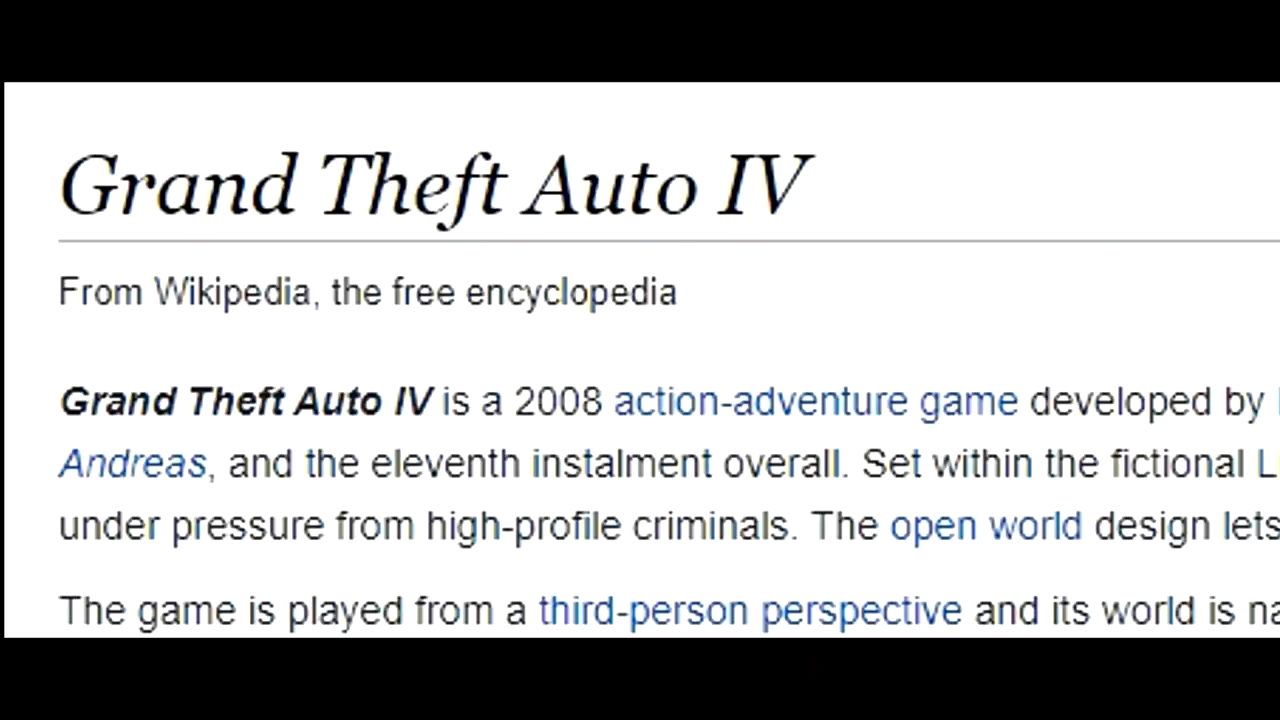 Grand Theft Auto IV
From Wikipedia, the free encyclopedia
Grand Theft Auto IV is a 2008 action-adventure game developed by
Andreas, and the eleventh instalment overall. Set within the fictional
under pressure from high-profile criminals. The open world design lets
The game is played from a third-person perspective and its world is